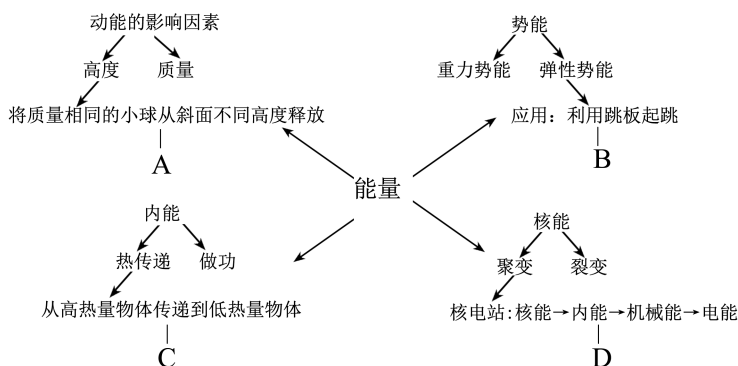 动能的影响因素
高度 质量
将质量相同的小球从斜面不同高度释放
A
势能
重力势能 弹性势能
应用：利用跳板起跳
B
能量
内能
热传递 做功
从高热量物体传递到低热量物体
C
核能
聚变 裂变
核电站:核能→内能→机械能→电能
D